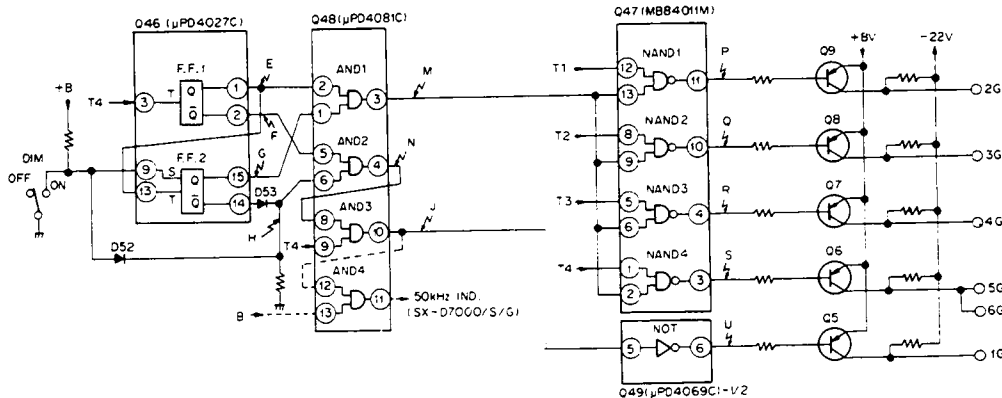 Q46 (μPD4027C)
Q48 (μPD4081C)
Q47 (MB84011M)
+B
DIM
OFF
ON
T4
3
T
F.F.1
Q
Q̅
1
2
E
F
9
13
S
T
F.F.2
Q
Q̅
15
14
G
D53
H
D52
AND1
2
1
3
M
AND2
5
6
4
N
AND3
8
T4
9
10
J
AND4
12
B
13
11
50kHz IND.
(SX-D7000/S/G)
T1
12
13
NAND1
11
P
T2
8
9
NAND2
10
Q
T3
5
6
NAND3
4
R
T4
1
2
NAND4
3
S
5
NOT
6
U
Q49(μPD4069C)-1/2
+BV
-22V
Q9
2G
Q8
3G
Q7
4G
Q6
5G
6G
Q5
1G